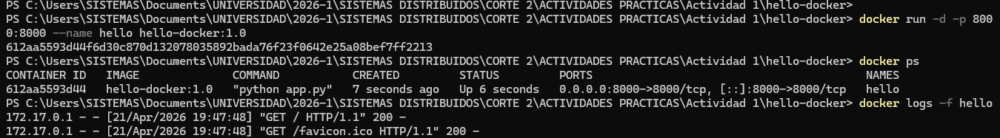 PS C:\Users\SISTEMAS\Documents\UNIVERSIDAD\2026-1\SISTEMAS DISTRIBUIDOS\CORTE 2\ACTIVIDADES PRACTICAS\Actividad 1\hello-docker>
PS C:\Users\SISTEMAS\Documents\UNIVERSIDAD\2026-1\SISTEMAS DISTRIBUIDOS\CORTE 2\ACTIVIDADES PRACTICAS\Actividad 1\hello-docker> docker run -d -p 800
0:8000 --name hello hello-docker:1.0
612aa5593d44f6d30c870d132078035892bada76f23f0642e25a08bef7ff2213
PS C:\Users\SISTEMAS\Documents\UNIVERSIDAD\2026-1\SISTEMAS DISTRIBUIDOS\CORTE 2\ACTIVIDADES PRACTICAS\Actividad 1\hello-docker> docker ps
CONTAINER ID   IMAGE              COMMAND           CREATED         STATUS         PORTS                                         NAMES
612aa5593d44   hello-docker:1.0   "python app.py"   7 seconds ago   Up 6 seconds   0.0.0.0:8000->8000/tcp, [::]:8000->8000/tcp   hello
PS C:\Users\SISTEMAS\Documents\UNIVERSIDAD\2026-1\SISTEMAS DISTRIBUIDOS\CORTE 2\ACTIVIDADES PRACTICAS\Actividad 1\hello-docker> docker logs -f hello
172.17.0.1 - - [21/Apr/2026 19:47:48] "GET / HTTP/1.1" 200 -
172.17.0.1 - - [21/Apr/2026 19:47:48] "GET /favicon.ico HTTP/1.1" 200 -